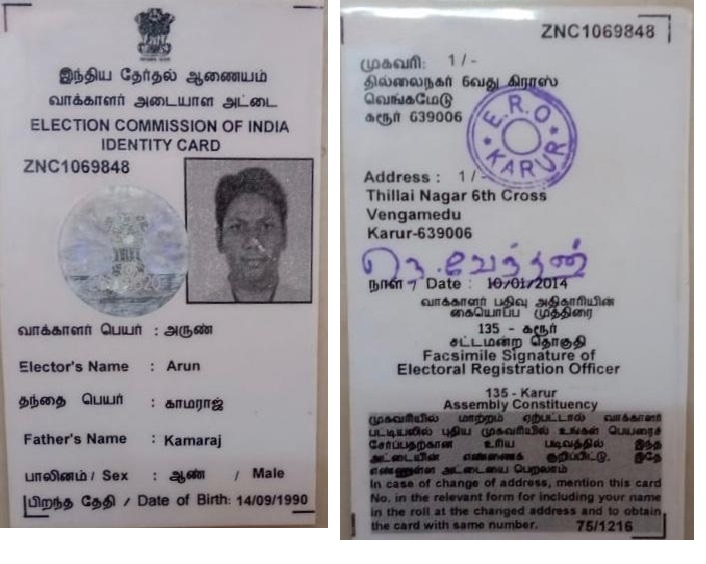 இந்திய தேர்தல் ஆணையம்
வாக்காளர் அடையாள அட்டை
ELECTION COMMISSION OF INDIA
IDENTITY CARD
ZNC1069848
வாக்காளர் பெயர் : அருண்
Elector's Name : Arun
தந்தை பெயர் : காமராஜ்
Father's Name : Kamaraj
பாலினம் / Sex : ஆண் / Male
பிறந்த தேதி / Date of Birth: 14/09/1990
ZNC1069848
முகவரி: 1 / -
தில்லைநகர் 6வது கிராஸ்
வெங்கமேடு
கரூர் 639006
E.R.O
KARUR
Address : 1 / -
Thillai Nagar 6th Cross
Vengamedu
Karur-639006
நாள் / Date : 10/01/2014
வாக்காளர் பதிவு அதிகாரியின்
கையொப்ப முத்திரை
135 - கரூர்
சட்டமன்ற தொகுதி
Facsimile Signature of
Electoral Registration Officer
135 - Karur
Assembly Constituency
முகவரியில் மாற்றம் ஏற்பட்டால் வாக்காளர்
பட்டியலில் புதிய முகவரியில் உங்கள் பெயரைச்
சேர்ப்பதற்கான உரிய படிவத்தில் இந்த
அட்டையின் எண்ணைக் குறிப்பிட்டு, இதே
எண்ணுள்ள அட்டையை பெறலாம்
In case of change of address, mention this card
No. in the relevant form for including your name
in the roll at the changed address and to obtain
the card with same number. 75/1216